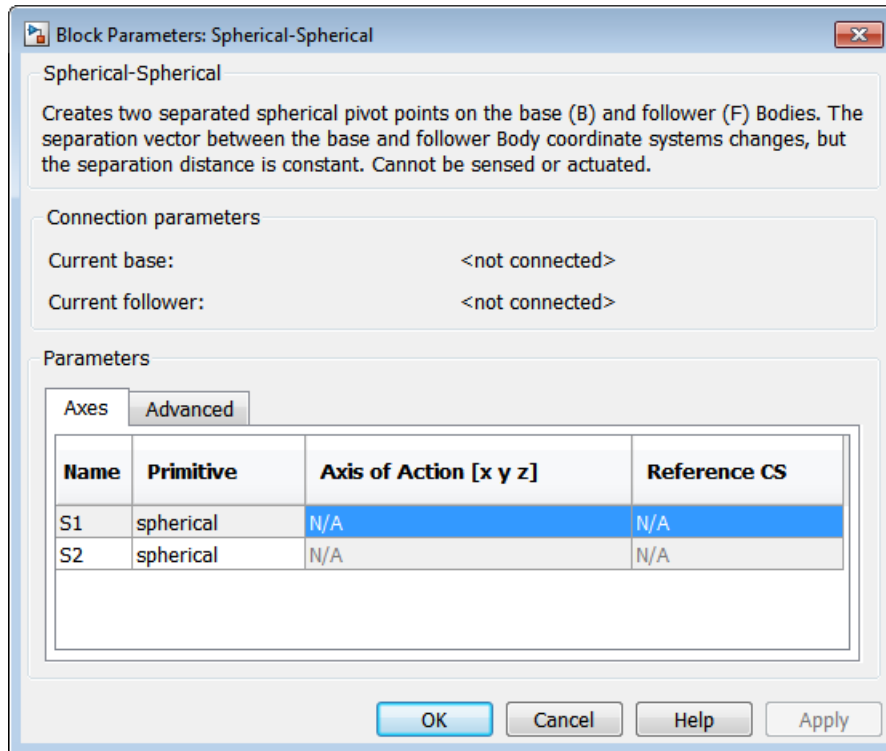 Block Parameters: Spherical-Spherical
Spherical-Spherical
Creates two separated spherical pivot points on the base (B) and follower (F) Bodies. The
separation vector between the base and follower Body coordinate systems changes, but
the separation distance is constant. Cannot be sensed or actuated.
Connection parameters
Current base: <not connected>
Current follower: <not connected>
Parameters
Axes Advanced
Name Primitive Axis of Action [x y z] Reference CS
S1 spherical N/A N/A
S2 spherical N/A N/A
OK Cancel Help Apply